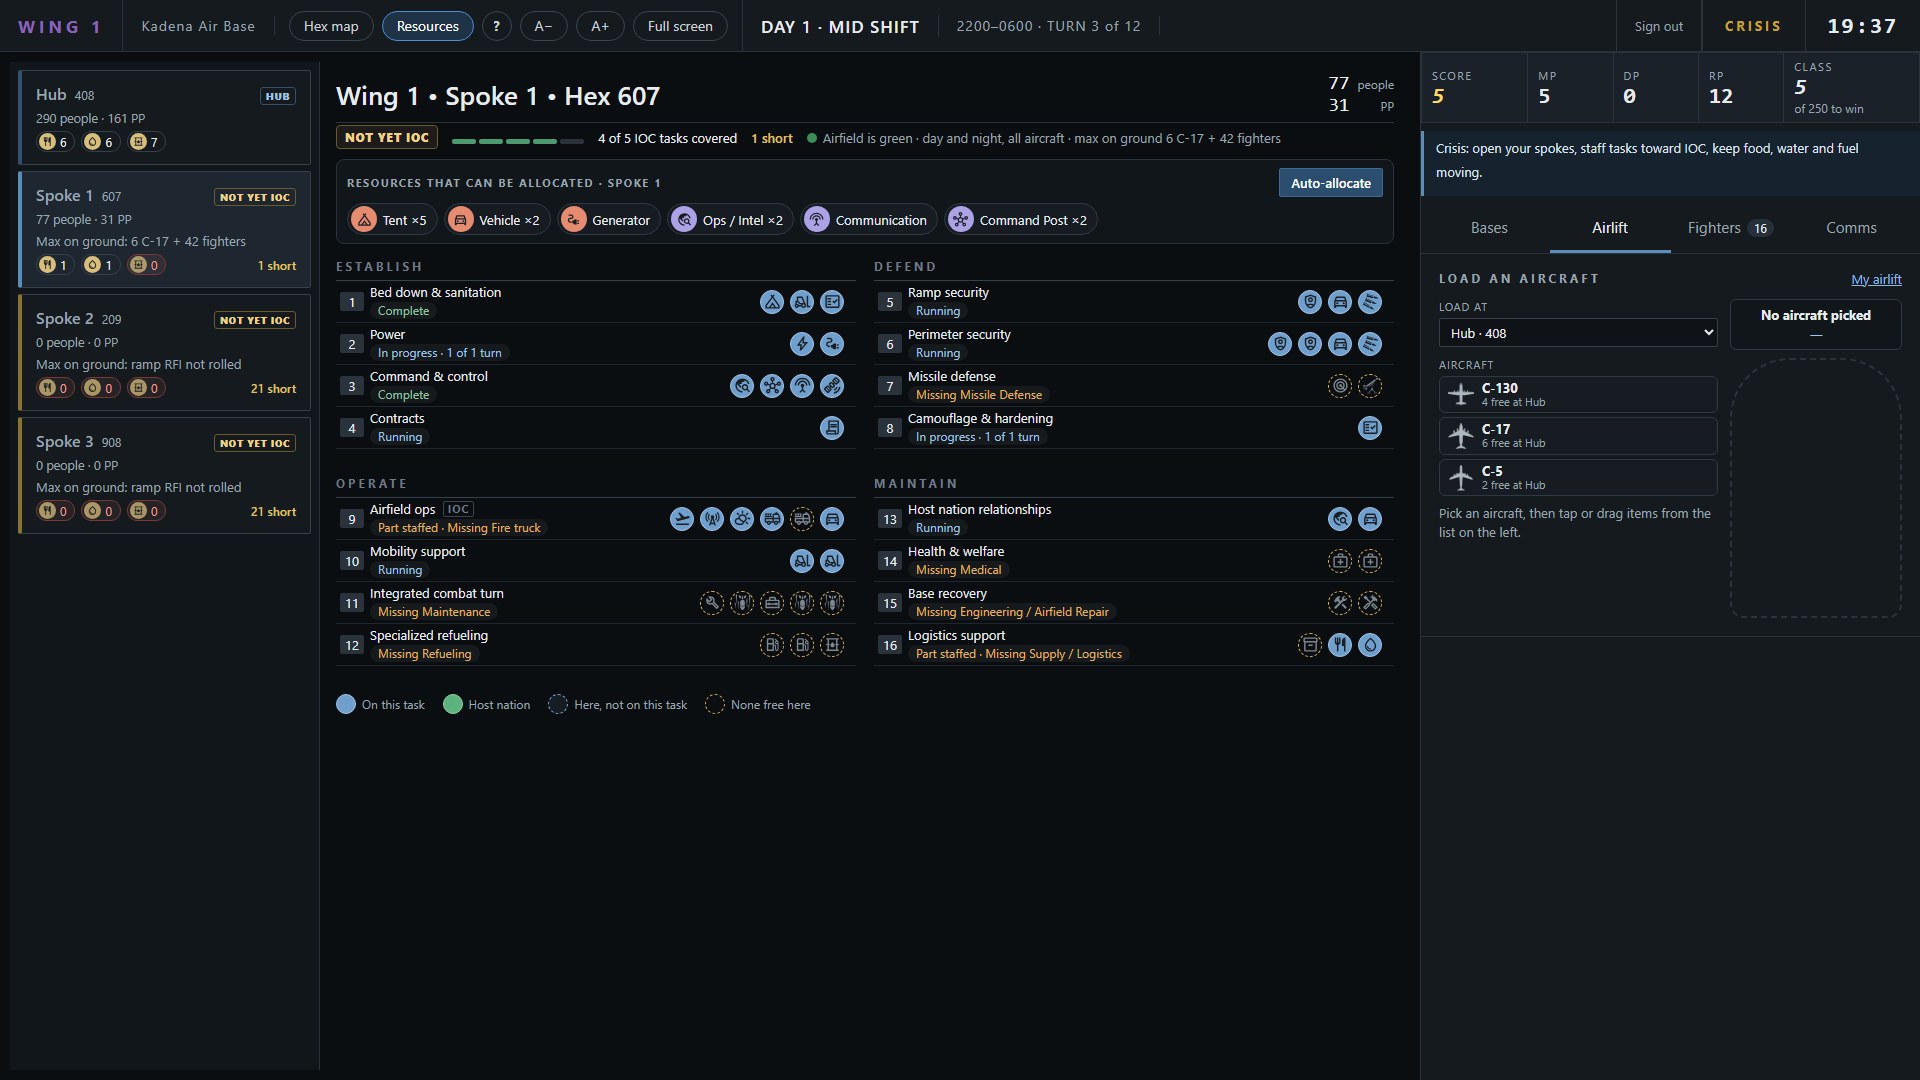 WING 1
Kadena Air Base
Hex map
Resources
?
A−
A+
Full screen
DAY 1 · MID SHIFT
2200–0600 · TURN 3 of 12
Sign out
CRISIS
19:37
Hub 408
HUB
290 people · 161 PP
6
6
7
Spoke 1 607
NOT YET IOC
77 people · 31 PP
Max on ground: 6 C-17 + 42 fighters
1
1
0
1 short
Spoke 2 209
NOT YET IOC
0 people · 0 PP
Max on ground: ramp RFI not rolled
0
0
0
21 short
Spoke 3 908
NOT YET IOC
0 people · 0 PP
Max on ground: ramp RFI not rolled
0
0
0
21 short
Wing 1 • Spoke 1 • Hex 607
77 people
31 PP
NOT YET IOC
4 of 5 IOC tasks covered
1 short
Airfield is green · day and night, all aircraft · max on ground 6 C-17 + 42 fighters
RESOURCES THAT CAN BE ALLOCATED · SPOKE 1
Auto-allocate
Tent ×5
Vehicle ×2
Generator
Ops / Intel ×2
Communication
Command Post ×2
ESTABLISH
1
Bed down & sanitation
Complete
2
Power
In progress · 1 of 1 turn
3
Command & control
Complete
4
Contracts
Running
DEFEND
5
Ramp security
Running
6
Perimeter security
Running
7
Missile defense
Missing Missile Defense
8
Camouflage & hardening
In progress · 1 of 1 turn
OPERATE
9
Airfield ops IOC
Part staffed · Missing Fire truck
10
Mobility support
Running
11
Integrated combat turn
Missing Maintenance
12
Specialized refueling
Missing Refueling
MAINTAIN
13
Host nation relationships
Running
14
Health & welfare
Missing Medical
15
Base recovery
Missing Engineering / Airfield Repair
16
Logistics support
Part staffed · Missing Supply / Logistics
On this task
Host nation
Here, not on this task
None free here
SCORE
5
MP
5
DP
0
RP
12
CLASS
5
of 250 to win
Crisis: open your spokes, staff tasks toward IOC, keep food, water and fuel
moving.
Bases
Airlift
Fighters 16
Comms
LOAD AN AIRCRAFT
My airlift
LOAD AT
Hub · 408
AIRCRAFT
C-130
4 free at Hub
C-17
6 free at Hub
C-5
2 free at Hub
Pick an aircraft, then tap or drag items from the
list on the left.
No aircraft picked
—